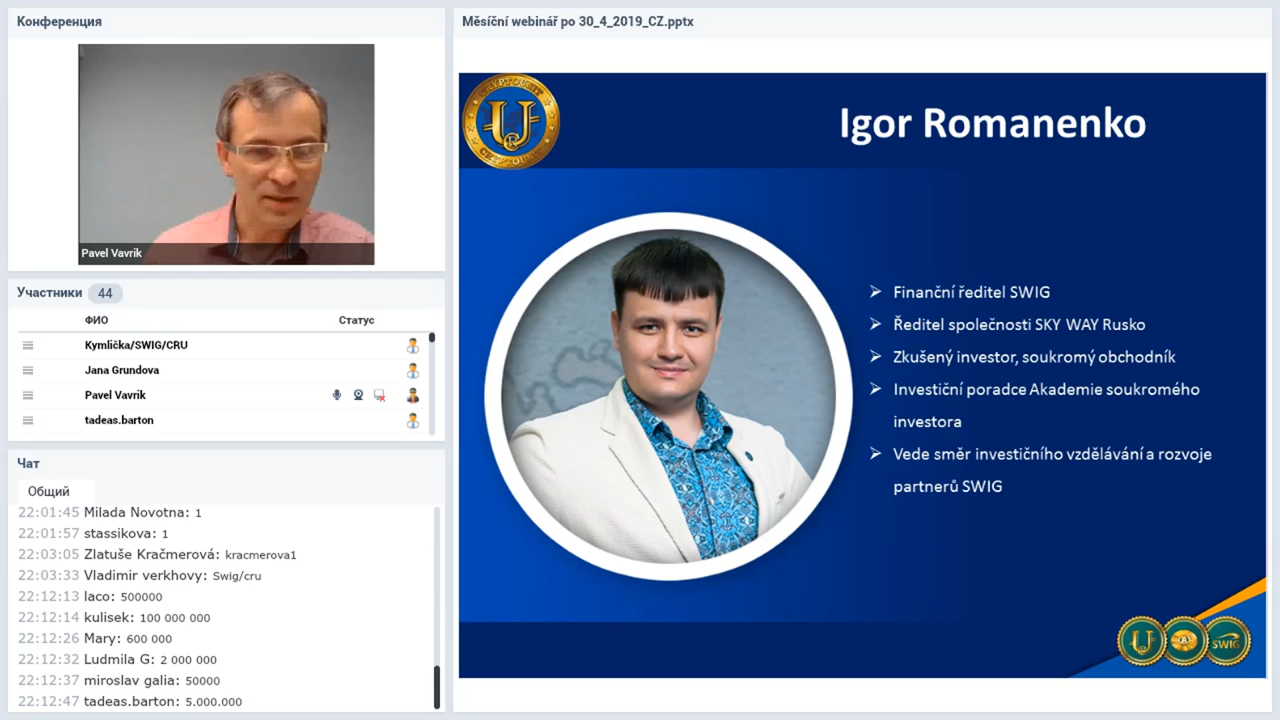 Конференция
Pavel Vavrik
Участники 44
ФИО Статус
Kymlička/SWIG/CRU
Jana Grundova
Pavel Vavrik
tadeas.barton
Чат
Общий
22:01:45 Milada Novotna: 1
22:01:57 stassikova: 1
22:03:05 Zlatuše Kračmerová: kracmerova1
22:03:33 Vladimir verkhovy: Swig/cru
22:12:13 laco: 500000
22:12:14 kulisek: 100 000 000
22:12:26 Mary: 600 000
22:12:32 Ludmila G: 2 000 000
22:12:37 miroslav galia: 50000
22:12:47 tadeas.barton: 5.000.000
Měsíční webinář po 30_4_2019_CZ.pptx
Igor Romanenko
Finanční ředitel SWIG
Ředitel společnosti SKY WAY Rusko
Zkušený investor, soukromý obchodník
Investiční poradce Akademie soukromého
investora
Vede směr investičního vzdělávání a rozvoje
partnerů SWIG
SWIG